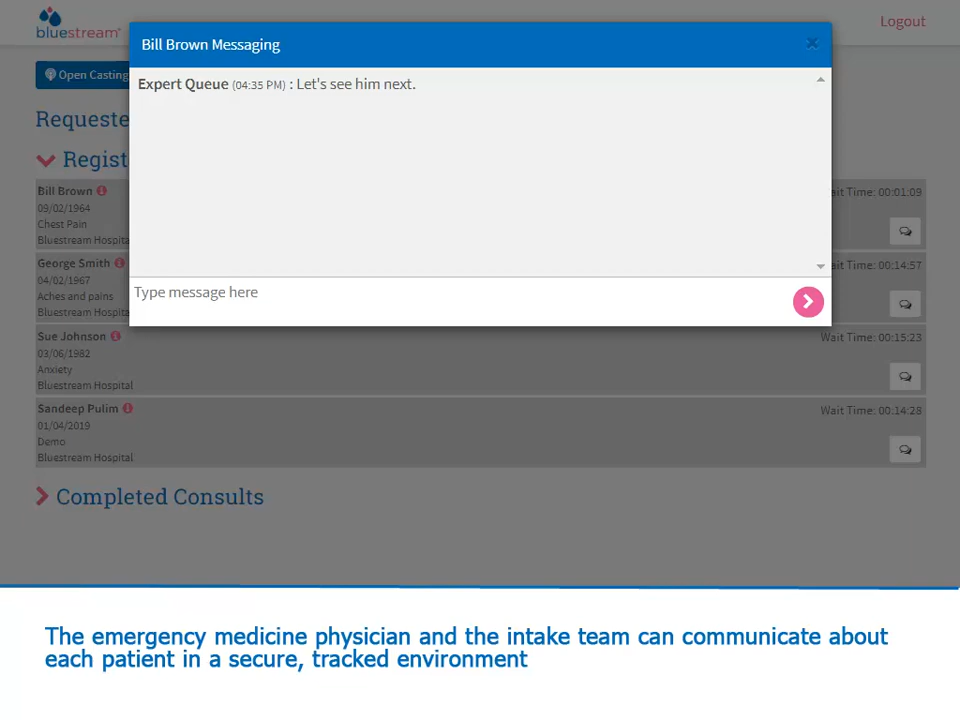 bluestream
Logout
Bill Brown Messaging
Open Casting
Expert Queue (04:35 PM) : Let's see him next.
Requeste
Regist
Bill Brown
ait Time: 00:01:09
09/02/1964
Chest Pain
Bluestream Hospita
George Smith
ait Time: 00:14:57
04/02/1967
Aches and pains
Bluestream Hospita
Type message here
Sue Johnson
Wait Time: 00:15:23
03/06/1982
Anxiety
Bluestream Hospital
Sandeep Pulim
Wait Time: 00:14:28
01/04/2019
Demo
Bluestream Hospital
Completed Consults
The emergency medicine physician and the intake team can communicate about
each patient in a secure, tracked environment